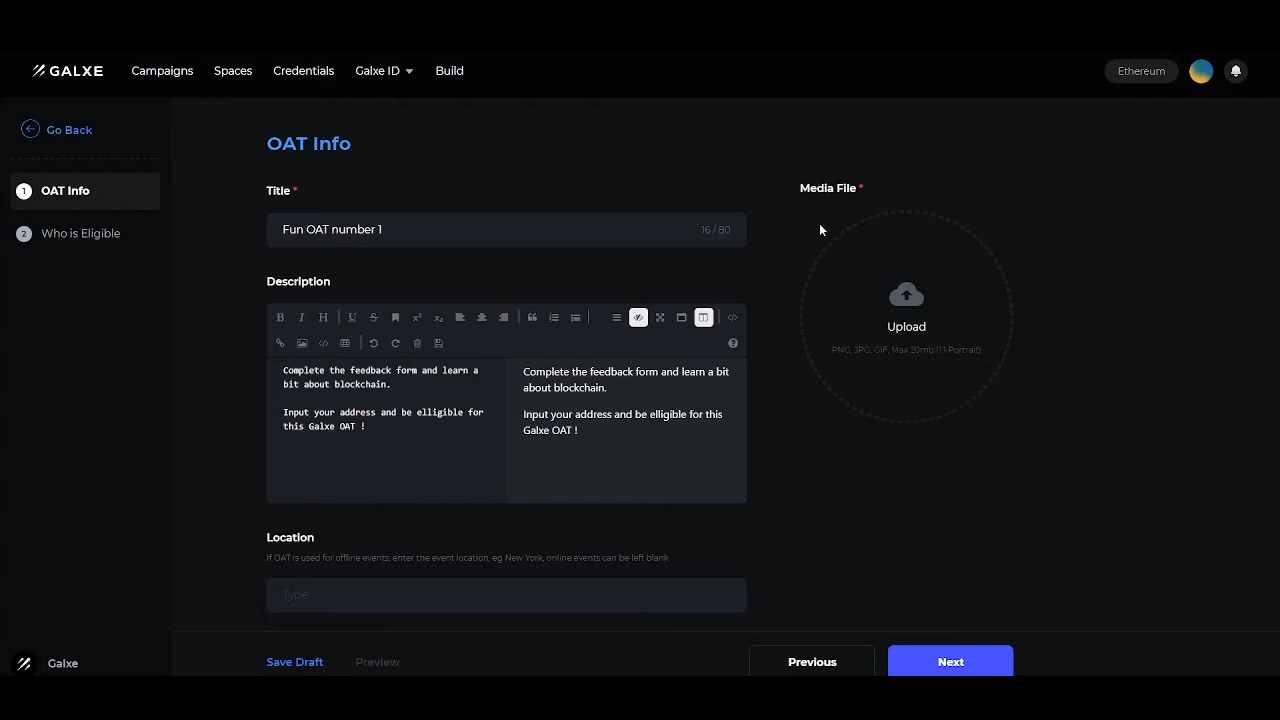 GALXE
Campaigns
Spaces
Credentials
Galxe ID
Build
Ethereum
Go Back
1 OAT Info
2 Who is Eligible
OAT Info
Title *
Fun OAT number 1
16 / 80
Description
B I H U S x² x₂
Complete the feedback form and learn a
bit about blockchain.
Input your address and be elligible for
this Galxe OAT !
Complete the feedback form and learn a bit
about blockchain.
Input your address and be elligible for this
Galxe OAT !
Location
If OAT is used for offline events, enter the event location, eg New York, online events can be left blank.
Type
Media File *
Upload
PNG, JPG, GIF, Max 20mb (1:1 Portrait)
Galxe
Save Draft
Preview
Previous
Next